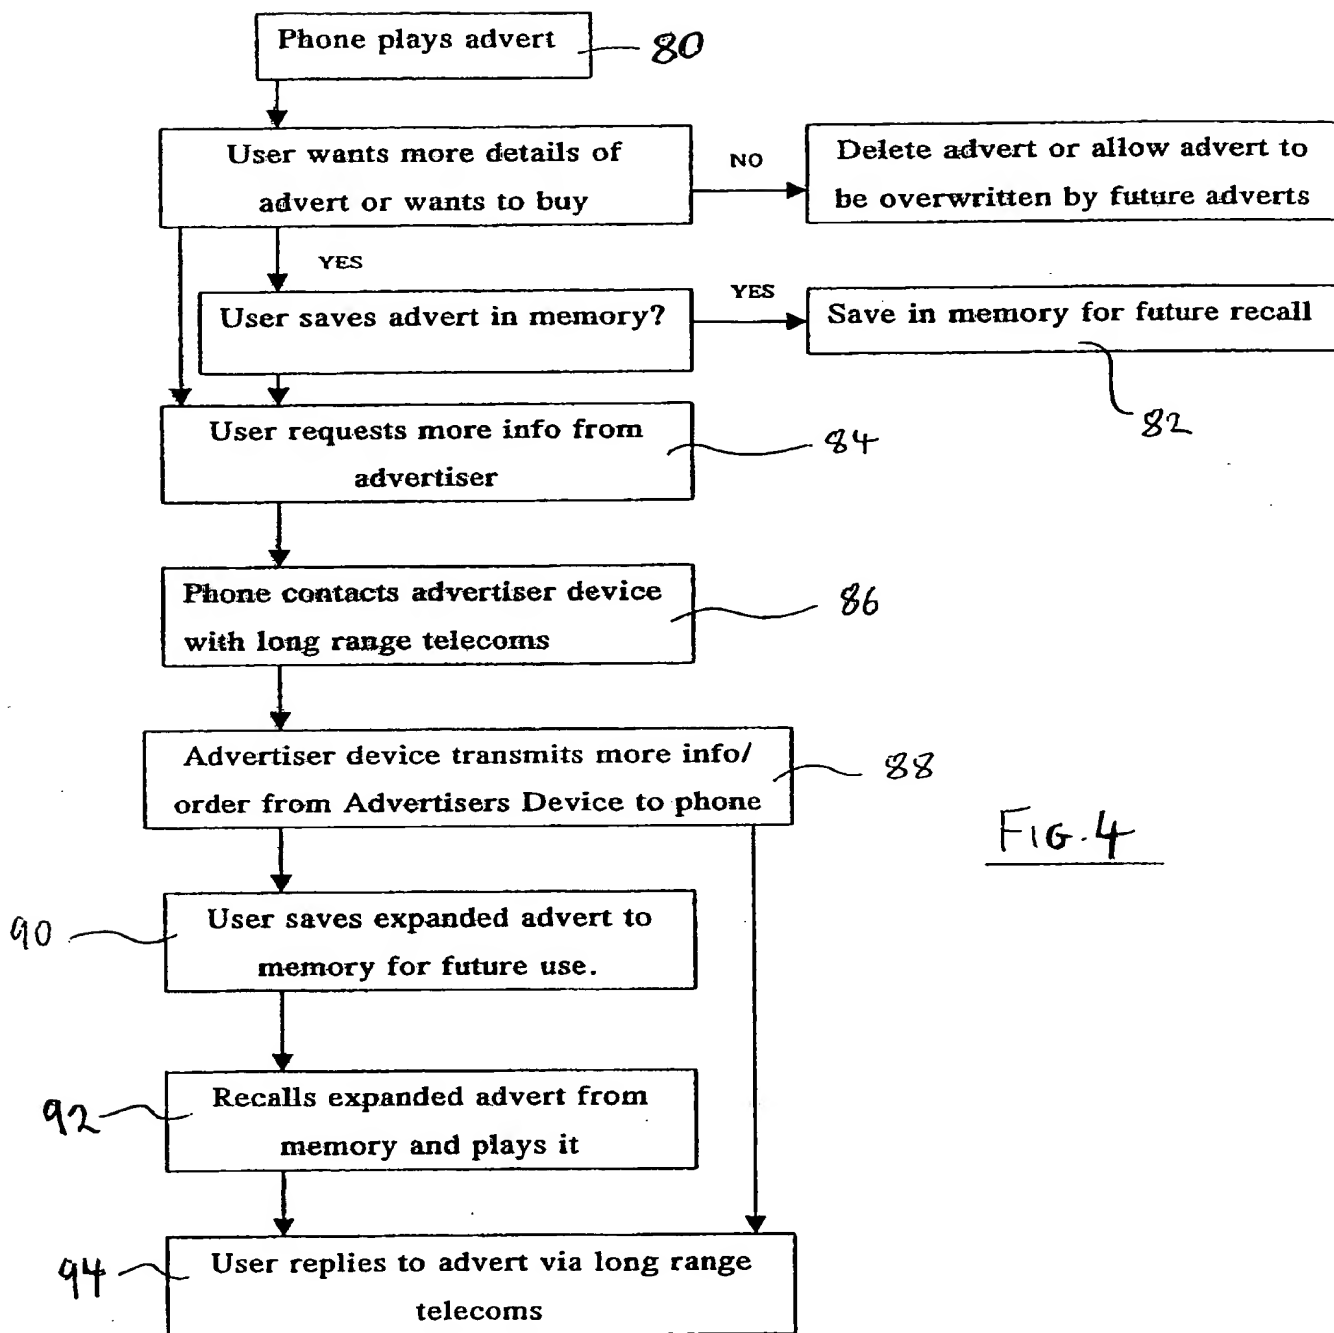 Phone plays advert
80
User wants more details of
advert or wants to buy
NO
Delete advert or allow advert to
be overwritten by future adverts
YES
User saves advert in memory?
YES
Save in memory for future recall
82
User requests more info from
advertiser
84
Phone contacts advertiser device
with long range telecoms
86
Advertiser device transmits more info/
order from Advertisers Device to phone
88
FIG.4
90
User saves expanded advert to
memory for future use.
92
Recalls expanded advert from
memory and plays it
94
User replies to advert via long range
telecoms